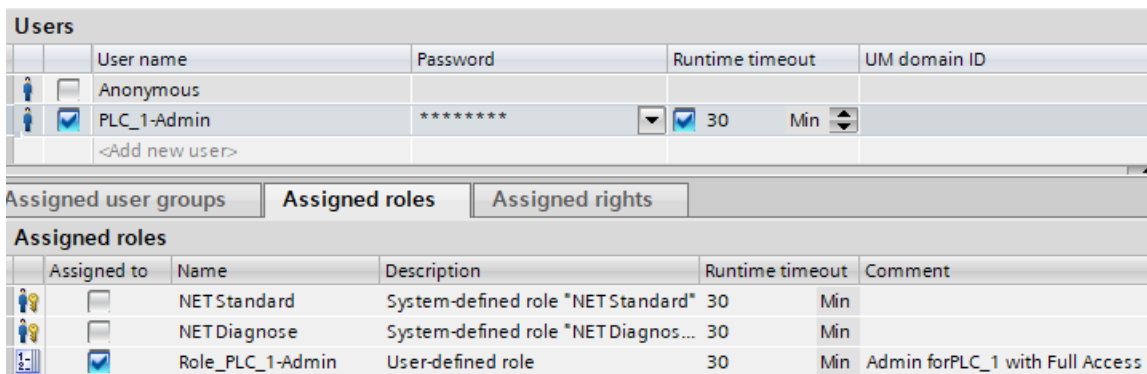 Users
User name Password Runtime timeout UM domain ID
Anonymous
PLC_1-Admin ******** 30 Min
<Add new user>
Assigned user groups Assigned roles Assigned rights
Assigned roles
Assigned to Name Description Runtime timeout Comment
NET Standard System-defined role "NET Standard" 30 Min
NET Diagnose System-defined role "NET Diagnos... 30 Min
Role_PLC_1-Admin User-defined role 30 Min Admin forPLC_1 with Full Access